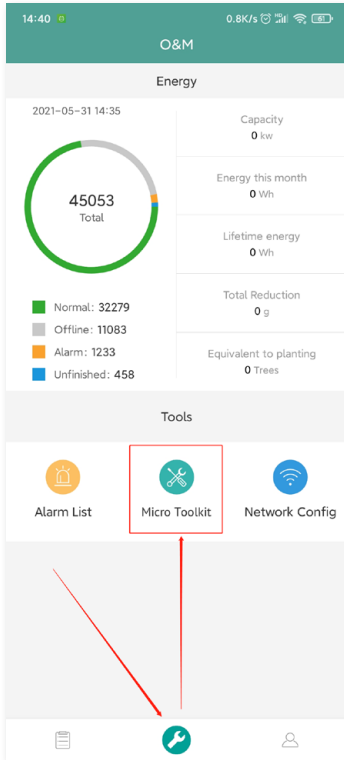 14:40
0.8K/s HD 61
O&M
Energy
2021-05-31 14:35
45053
Total
Normal: 32279
Offline: 11083
Alarm: 1233
Unfinished: 458
Capacity
0 kw
Energy this month
0 Wh
Lifetime energy
0 Wh
Total Reduction
0 g
Equivalent to planting
0 Trees
Tools
Alarm List
Micro Toolkit
Network Config